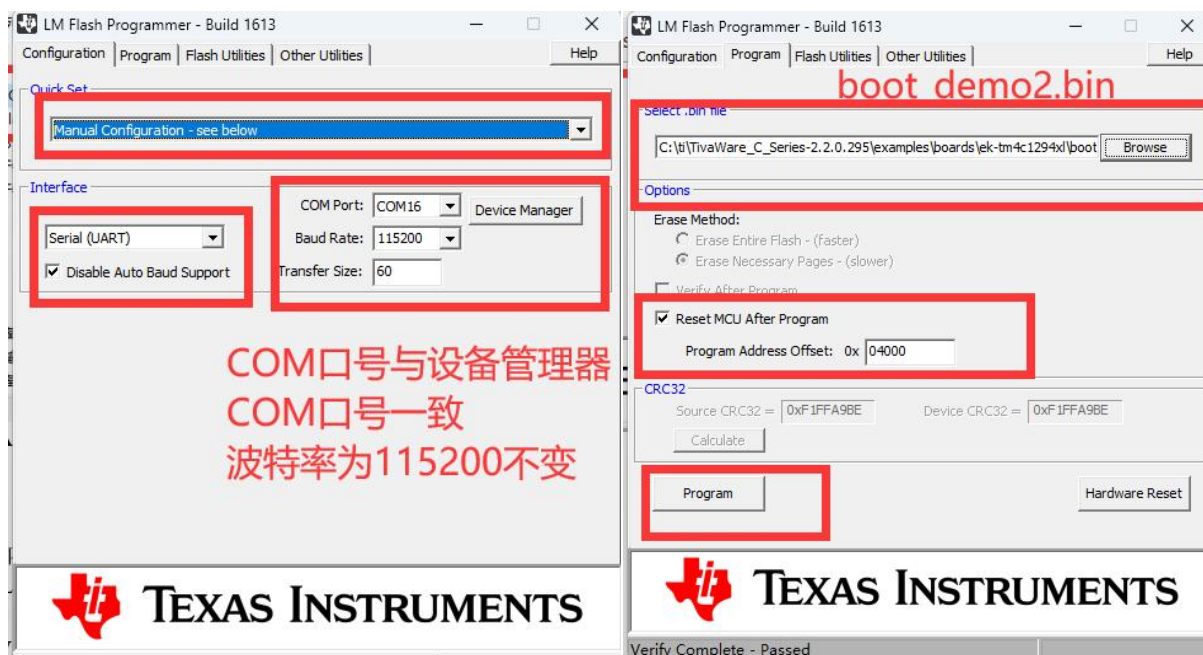 LM Flash Programmer - Build 1613
Configuration Program Flash Utilities Other Utilities Help
Quick Set
Manual Configuration - see below
Interface
Serial (UART)
Disable Auto Baud Support
COM Port: COM16 Device Manager
Baud Rate: 115200
Transfer Size: 60
COM口号与设备管理器
COM口号一致
波特率为115200不变
TEXAS INSTRUMENTS
LM Flash Programmer - Build 1613
Configuration Program Flash Utilities Other Utilities Help
boot demo2.bin
Select .bin file
C:\ti\TivaWare_C_Series-2.2.0.295\examples\boards\ek-tm4c1294xl\boot Browse
Options
Erase Method:
Erase Entire Flash - (faster)
Erase Necessary Pages - (slower)
Verify After Program
Reset MCU After Program
Program Address Offset: 0x 04000
CRC32
Source CRC32 = 0xF1FFA9BE Device CRC32 = 0xF1FFA9BE
Calculate
Program Hardware Reset
TEXAS INSTRUMENTS
Verify Complete - Passed